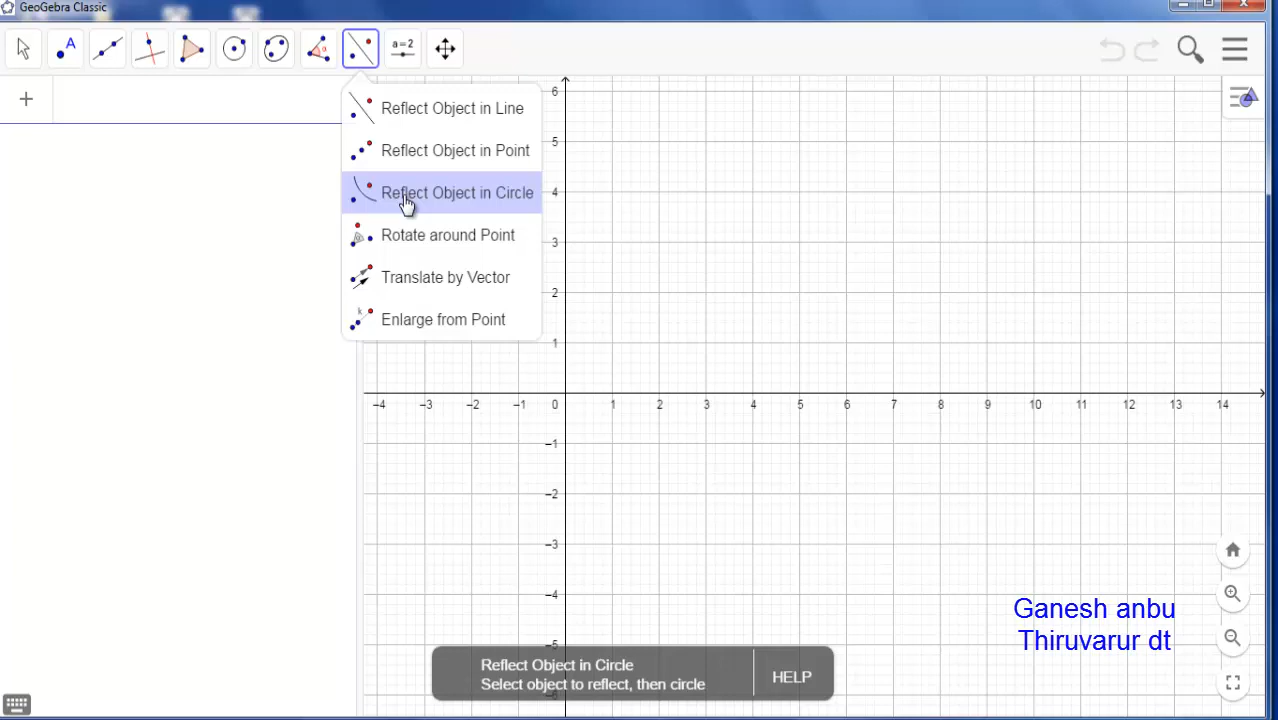 GeoGebra Classic
a=2
Reflect Object in Line
Reflect Object in Point
Reflect Object in Circle
Rotate around Point
Translate by Vector
k
Enlarge from Point
A
6
5
4
3
2
1
−4 −3 −2 −1 0 1 2 3 4 5 6 7 8 9 10 11 12 13 14
−1
−2
−3
−4
−5
Ganesh anbu
Thiruvarur dt
Reflect Object in Circle
Select object to reflect, then circle
HELP